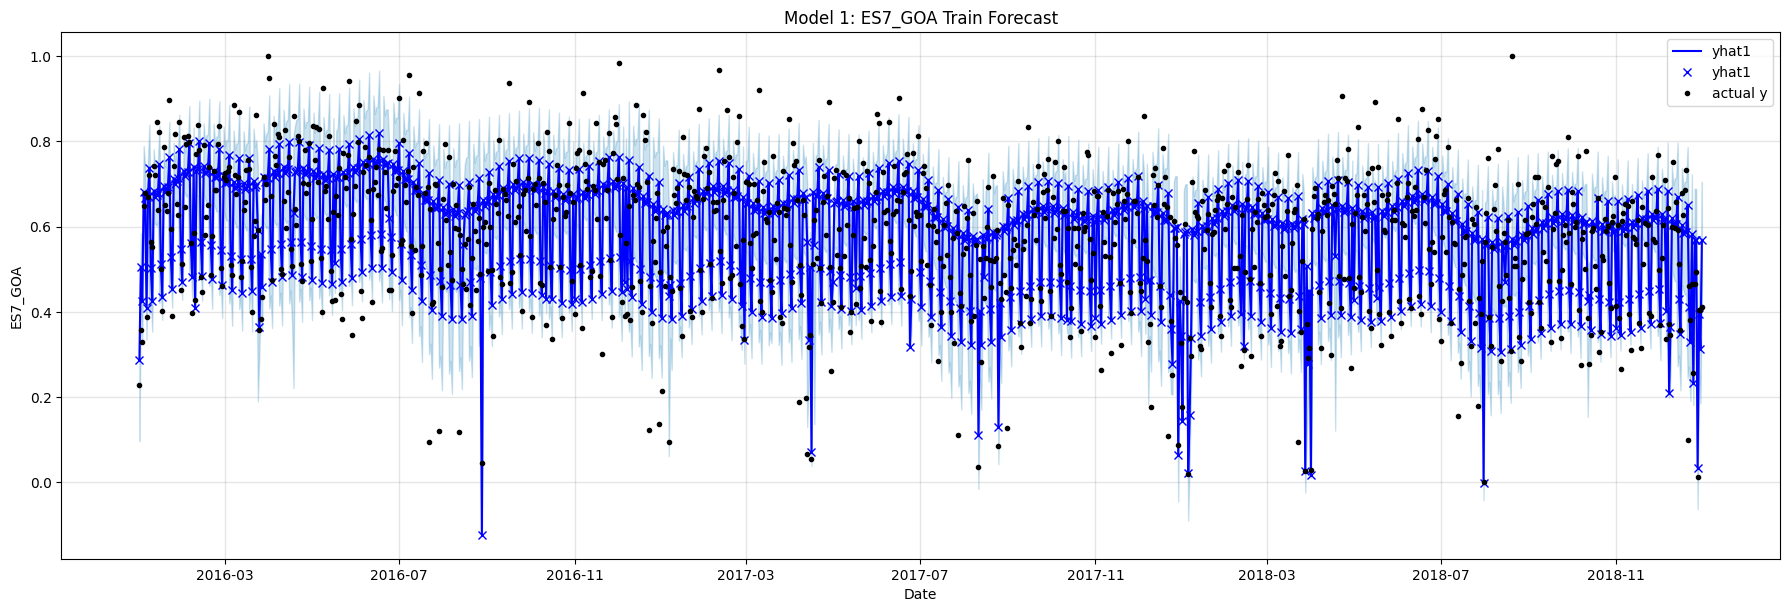 Model 1: ES7_GOA Train Forecast
yhat1
yhat1
actual y
ES7_GOA
1.0
0.8
0.6
0.4
0.2
0.0
2016-03 2016-07 2016-11 2017-03 2017-07 2017-11 2018-03 2018-07 2018-11
Date